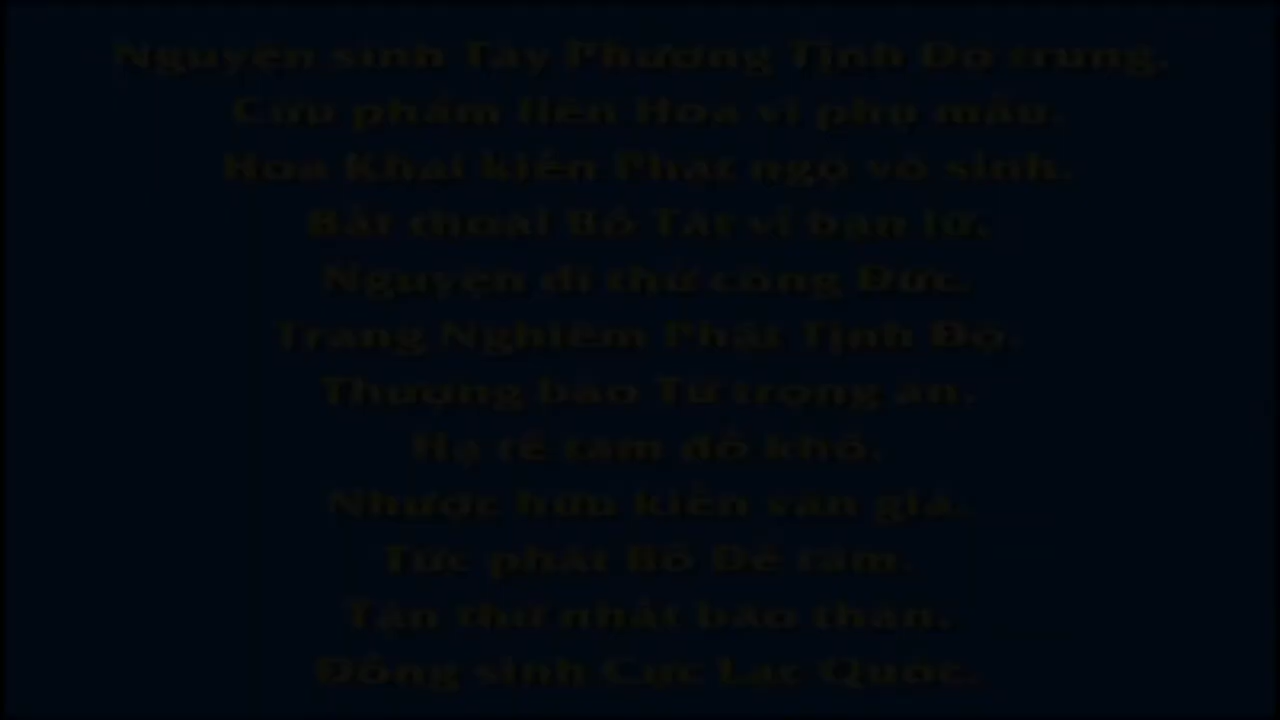 Nguyện sinh Tây Phương Tịnh Độ trung.
Cửu phẩm liên Hoa vi phụ mẫu.
Hoa Khai kiến Phật ngộ vô sinh.
Bất thoái Bồ Tát vi bạn lữ.
Nguyện dĩ thử công Đức.
Trang Nghiêm Phật Tịnh Độ.
Thượng báo Tứ trọng ân.
Hạ tế tam đồ khổ.
Nhược hữu kiến văn giả.
Tức phát Bồ Đề tâm.
Tận thử nhất báo thân.
Đồng sinh Cực Lạc Quốc.